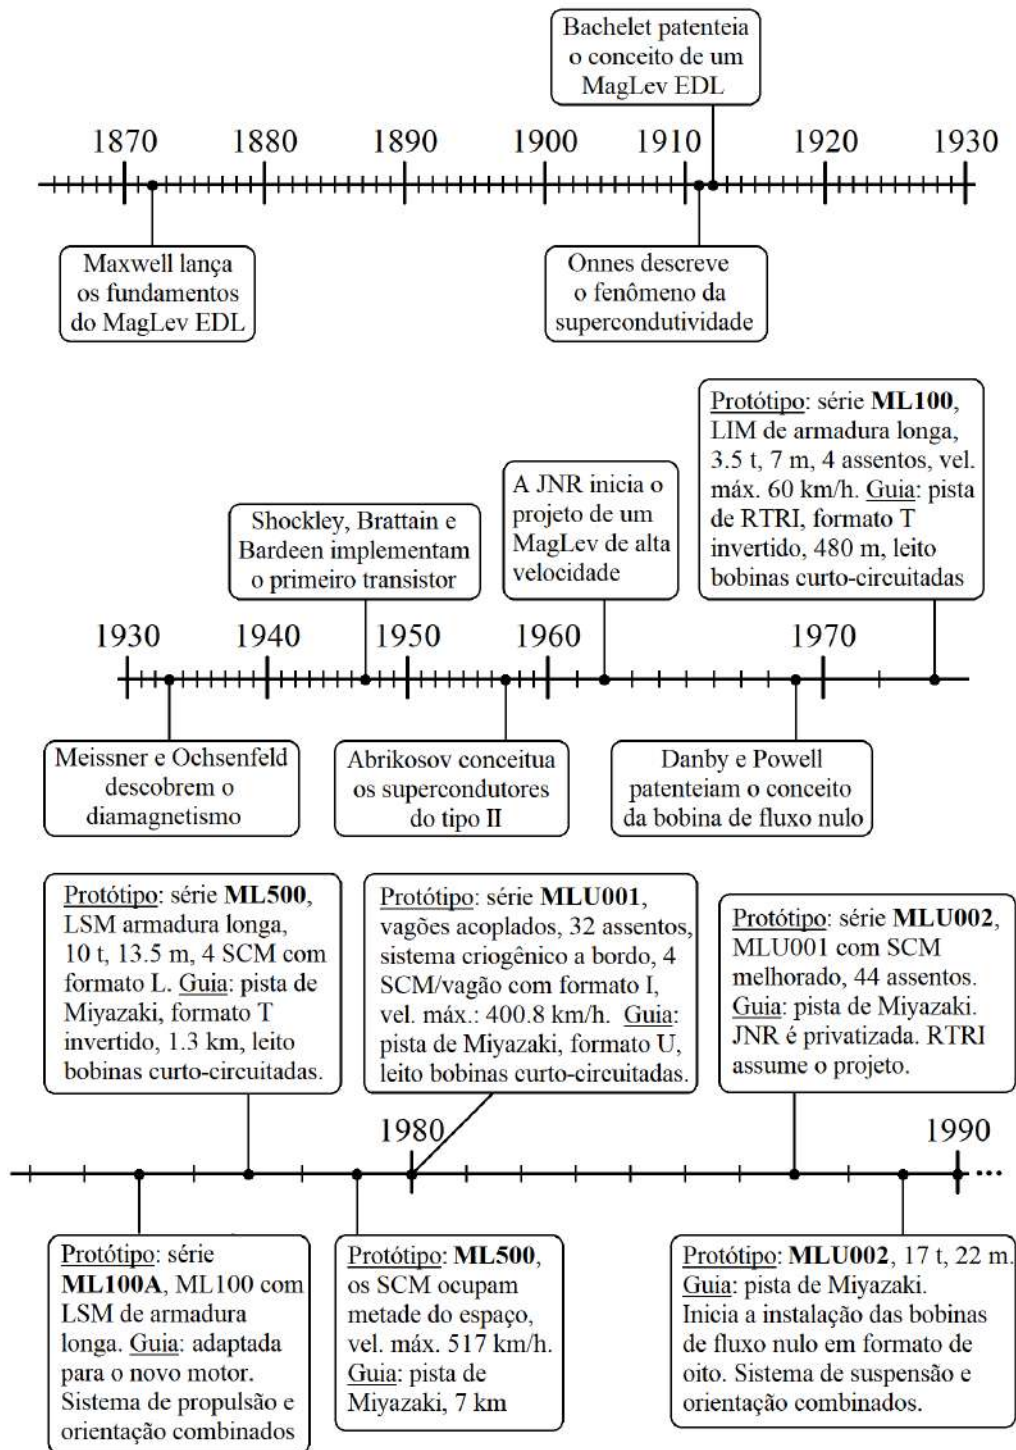 Bachelet patenteia
o conceito de um
MagLev EDL
1870
1880
1890
1900
1910
1920
1930
Maxwell lança
os fundamentos
do MagLev EDL
Onnes descreve
o fenômeno da
supercondutividade
Protótipo: série ML100,
LIM de armadura longa,
3.5 t, 7 m, 4 assentos, vel.
máx. 60 km/h. Guia: pista
de RTRI, formato T
invertido, 480 m, leito
bobinas curto-circuitadas
A JNR inicia o
projeto de um
MagLev de alta
velocidade
Shockley, Brattain e
Bardeen implementam
o primeiro transistor
1930
1940
1950
1960
1970
Meissner e Ochsenfeld
descobrem o
diamagnetismo
Abrikosov conceitua
os supercondutores
do tipo II
Danby e Powell
patenteiam o conceito
da bobina de fluxo nulo
Protótipo: série ML500,
LSM armadura longa,
10 t, 13.5 m, 4 SCM com
formato L. Guia: pista de
Miyazaki, formato T
invertido, 1.3 km, leito
bobinas curto-circuitadas.
Protótipo: série MLU001,
vagões acoplados, 32 assentos,
sistema criogênico a bordo, 4
SCM/vagão com formato I,
vel. máx.: 400.8 km/h. Guia:
pista de Miyazaki, formato U,
leito bobinas curto-circuitadas.
Protótipo: série MLU002,
MLU001 com SCM
melhorado, 44 assentos.
Guia: pista de Miyazaki.
JNR é privatizada. RTRI
assume o projeto.
1980
1990
...
Protótipo: série
ML100A, ML100 com
LSM de armadura
longa. Guia: adaptada
para o novo motor.
Sistema de propulsão e
orientação combinados
Protótipo: ML500,
os SCM ocupam
metade do espaço,
vel. máx. 517 km/h.
Guia: pista de
Miyazaki, 7 km
Protótipo: MLU002, 17 t, 22 m.
Guia: pista de Miyazaki.
Inicia a instalação das bobinas
de fluxo nulo em formato de
oito. Sistema de suspensão e
orientação combinados.